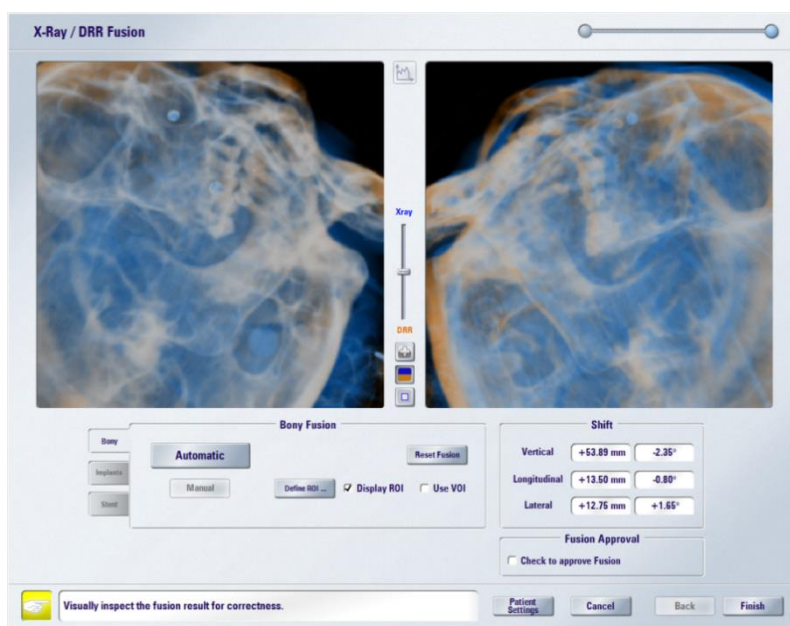 X-Ray / DRR Fusion
Xray
DRR
Bony Fusion
Bony
Implants
Stent
Automatic
Reset Fusion
Manual
Define ROI ...
Display ROI
Use VOI
Shift
Vertical +53.89 mm -2.35°
Longitudinal +13.50 mm -0.80°
Lateral +12.75 mm +1.65°
Fusion Approval
Check to approve Fusion
Visually inspect the fusion result for correctness.
Patient Settings
Cancel
Back
Finish